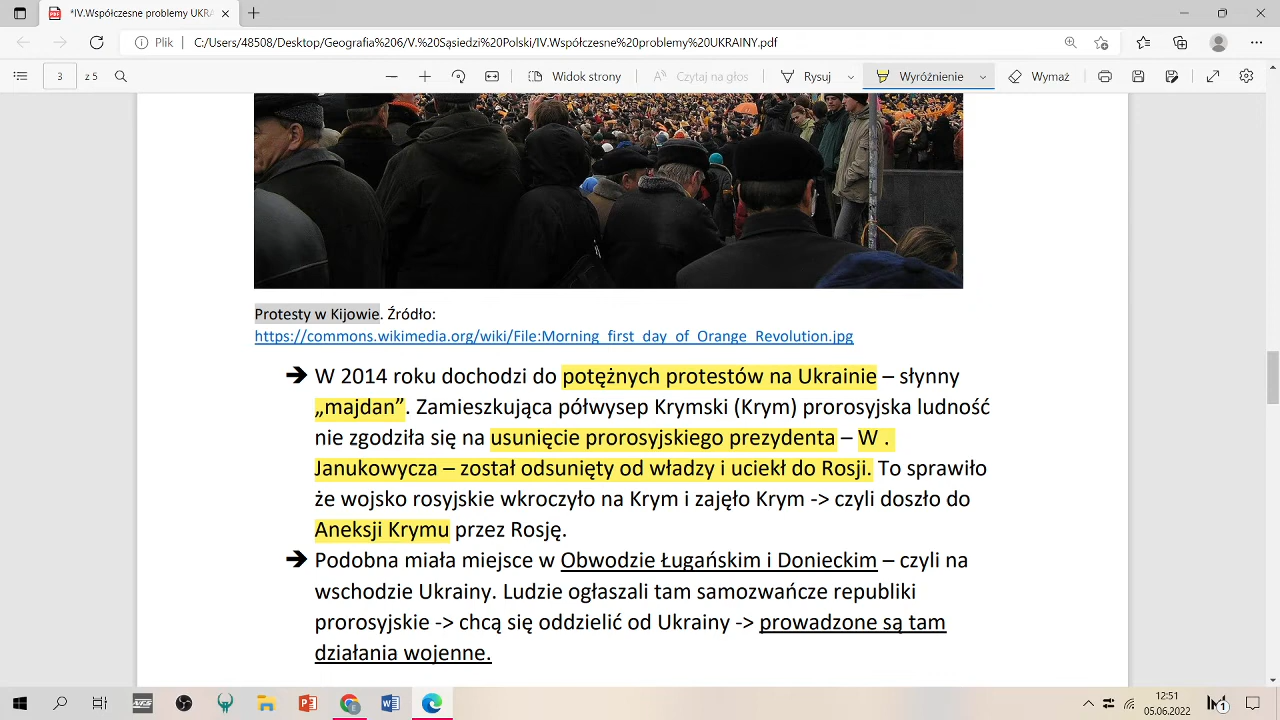 *IV.Współczesne problemy UKRA
Plik
C:/Users/48508/Desktop/Geografia%206/V.%20Sąsiedzi%20Polski/IV.Współczesne%20problemy%20UKRAINY.pdf
3 z 5
Widok strony
Czytaj na głos
Rysuj
Wyróżnienie
Wymaż
Protesty w Kijowie. Źródło:
https://commons.wikimedia.org/wiki/File:Morning_first_day_of_Orange_Revolution.jpg
➔ W 2014 roku dochodzi do potężnych protestów na Ukrainie – słynny
„majdan”. Zamieszkująca półwysep Krymski (Krym) prorosyjska ludność
nie zgodziła się na usunięcie prorosyjskiego prezydenta – W .
Janukowycza – został odsunięty od władzy i uciekł do Rosji. To sprawiło
że wojsko rosyjskie wkroczyło na Krym i zajęło Krym -> czyli doszło do
Aneksji Krymu przez Rosję.
➔ Podobna miała miejsce w Obwodzie Ługańskim i Donieckim – czyli na
wschodzie Ukrainy. Ludzie ogłaszali tam samozwańcze republiki
prorosyjskie -> chcą się oddzielić od Ukrainy -> prowadzone są tam
działania wojenne.
12:51
05.06.2022
1